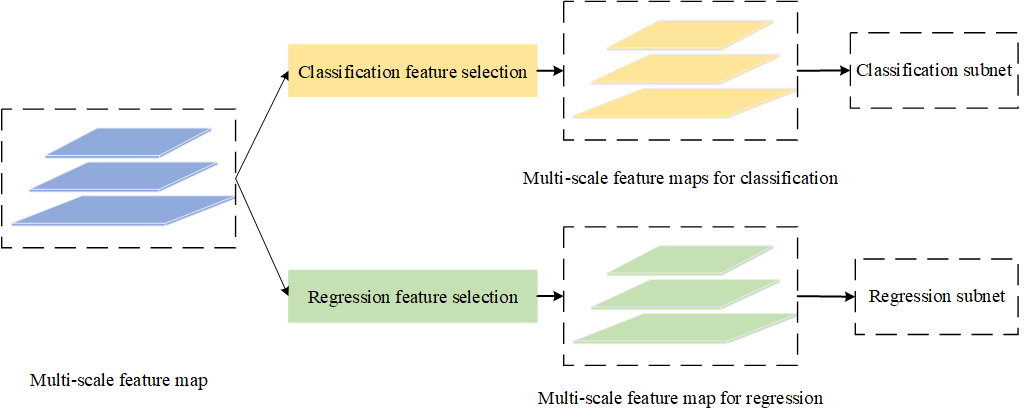 Classification feature selection
Classification subnet
Multi-scale feature maps for classification
Regression feature selection
Regression subnet
Multi-scale feature map
Multi-scale feature map for regression